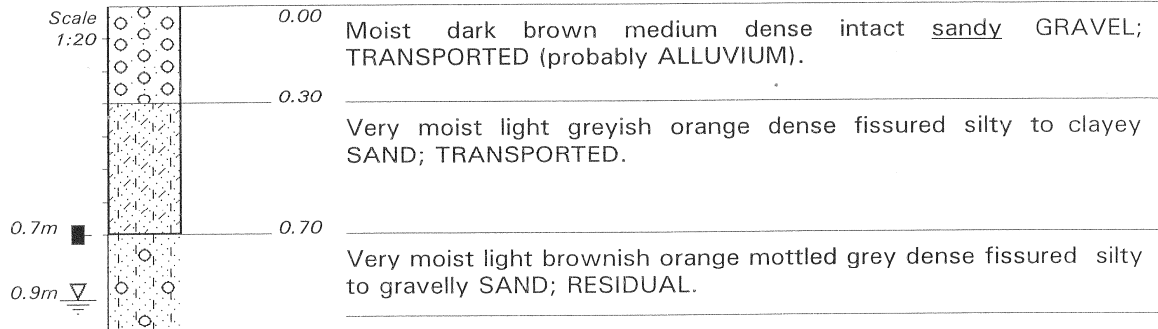 Scale
1:20
0.00
Moist dark brown medium dense intact sandy GRAVEL;
TRANSPORTED (probably ALLUVIUM).
0.30
Very moist light greyish orange dense fissured silty to clayey
SAND; TRANSPORTED.
0.7m
0.70
Very moist light brownish orange mottled grey dense fissured silty
to gravelly SAND; RESIDUAL.
0.9m